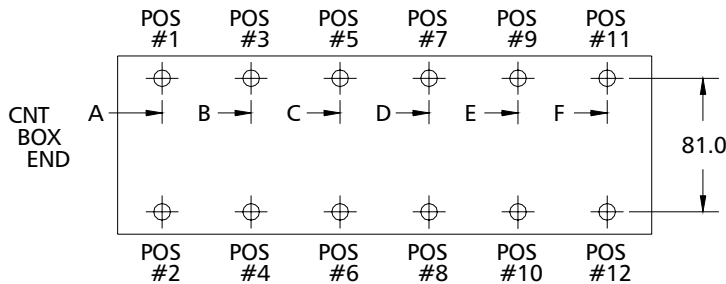 POS #1
POS #3
POS #5
POS #7
POS #9
POS #11
CNT BOX END
A
B
C
D
E
F
81.0
POS #2
POS #4
POS #6
POS #8
POS #10
POS #12